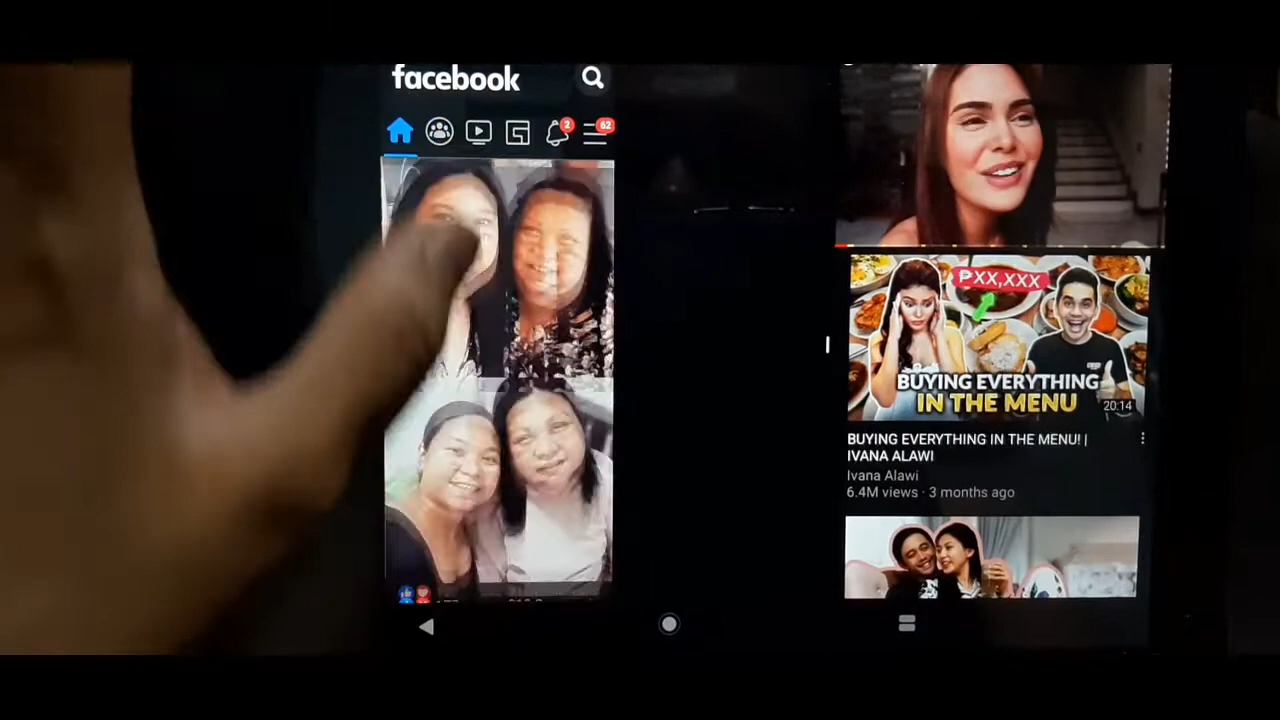 facebook
2
62
₱XX,XXX
BUYING EVERYTHING
IN THE MENU
20:14
BUYING EVERYTHING IN THE MENU! |
IVANA ALAWI
Ivana Alawi
6.4M views · 3 months ago